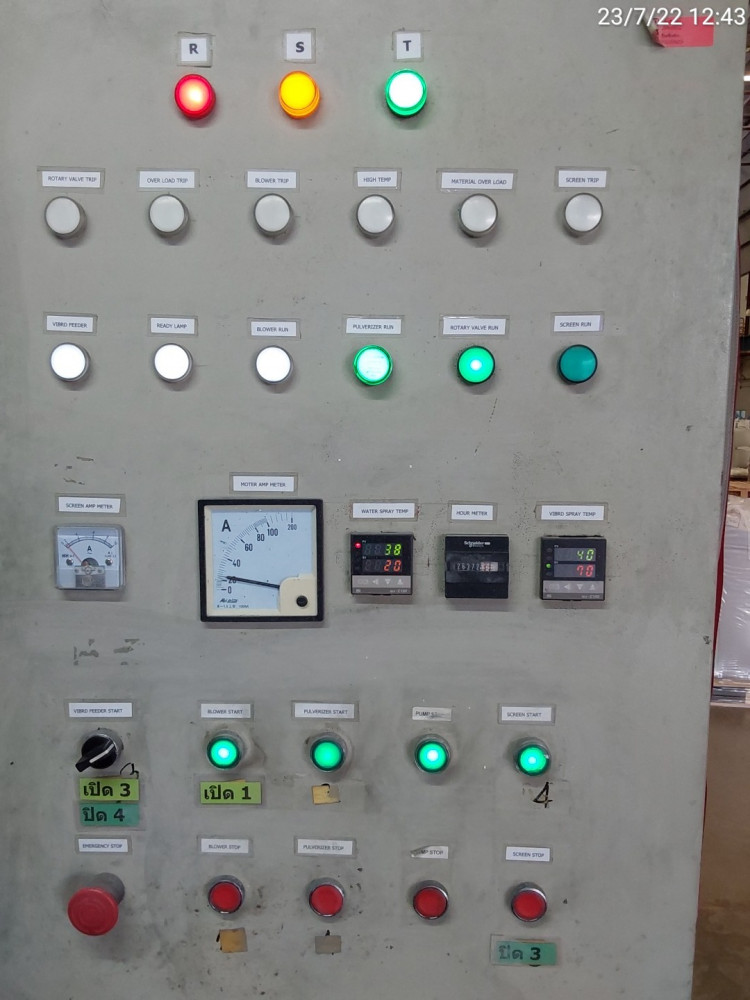 23/7/22 12:43
R
S
T
ROTARY VALVE TRIP
OVER LOAD TRIP
BLOWER TRIP
HIGH TEMP
MATERIAL OVER LOAD
SCREEN TRIP
VIBRO FEEDER
READY LAMP
BLOWER RUN
PULVERIZER RUN
ROTARY VALVE RUN
SCREEN RUN
SCREEN AMP METER
MOTER AMP METER
WATER SPRAY TEMP
HOUR METER
VIBRO SPRAY TEMP
A
A
200
100
80
60
40
20
0
38
20
Schneider
40
70
VIBRO FEEDER START
BLOWER START
PULVERIZER START
PUMP
SCREEN START
เปิด 3
ปิด 4
เปิด 1
4
EMERGENCY STOP
BLOWER STOP
PULVERIZER STOP
STOP
SCREEN STOP
ปิด 3